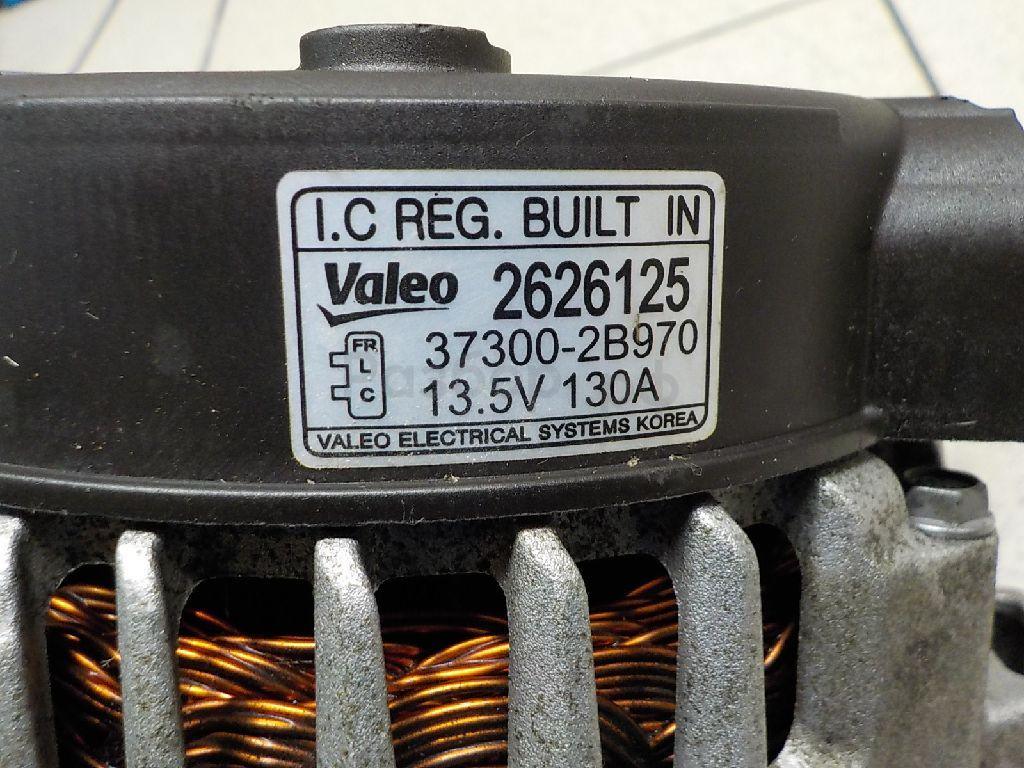 I.C REG. BUILT IN
Valeo 2626125
FR
L
C
37300-2B970
13.5V 130A
VALEO ELECTRICAL SYSTEMS KOREA